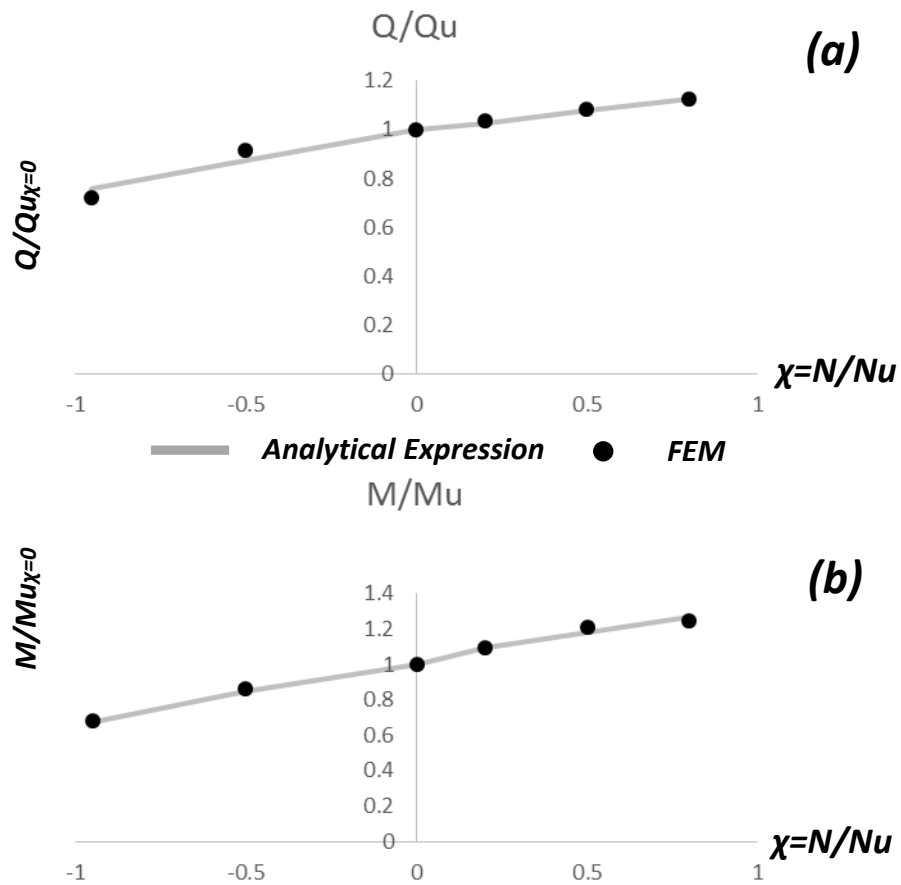 Q/Qu
(a)
1.2
1
0.8
0.6
0.4
0.2
0
Q/Quχ=0
χ=N/Nu
-1 -0.5 0 0.5 1
Analytical Expression FEM
M/Mu
(b)
M/Muχ=0
1.4
1.2
1
0.8
0.6
0.4
0.2
0
χ=N/Nu
-1 -0.5 0 0.5 1